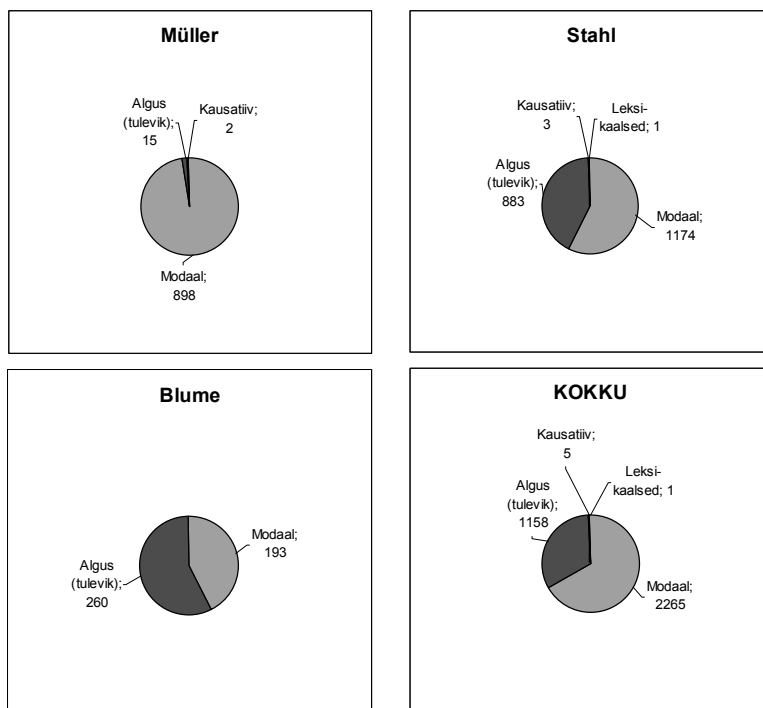 Müller
Algus
(tulevik);
15
Kausatiiv;
2
Modaal;
898
Stahl
Kausatiiv;
3
Leksi-
kaalsed; 1
Algus
(tulevik);
883
Modaal;
1174
Blume
Modaal;
193
Algus
(tulevik);
260
KOKKU
Kausatiiv;
5
Leksi-
kaalsed; 1
Algus
(tulevik);
1158
Modaal;
2265